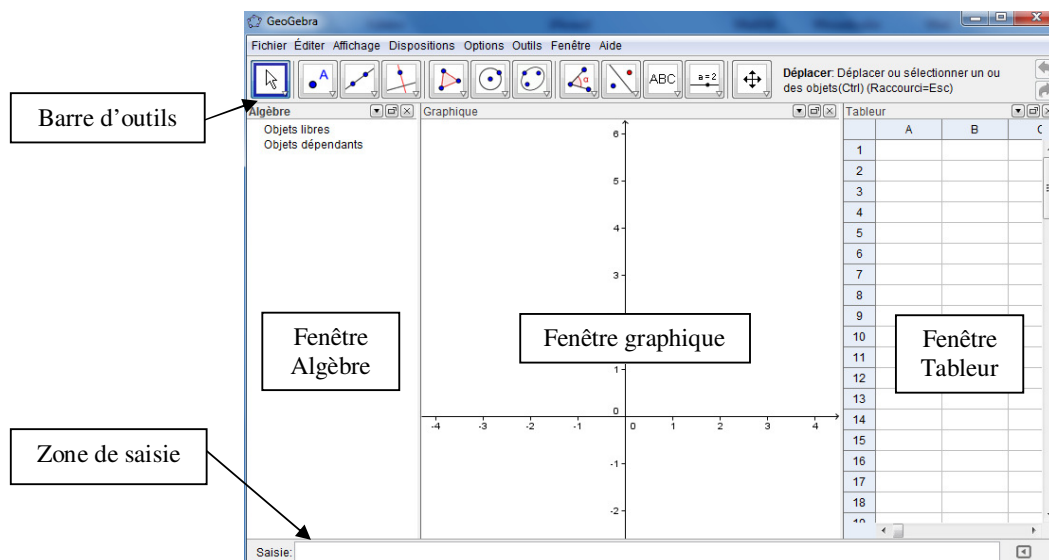 GeoGebra
Fichier Éditer Affichage Dispositions Options Outils Fenêtre Aide
A
α
ABC
a=2
Déplacer: Déplacer ou sélectionner un ou
des objets(Ctrl) (Raccourci=Esc)
Barre d'outils
Algèbre
Graphique
Tableur
Objets libres
Objets dépendants
A B C
1
2
3
4
5
6
7
8
9
10
11
12
13
14
15
16
17
18
19
6
5
4
3
1
0
-1
-2
-4 -3 -2 -1 0 1 2 3 4
Fenêtre
Algèbre
Fenêtre graphique
Fenêtre
Tableur
Zone de saisie
Saisie: